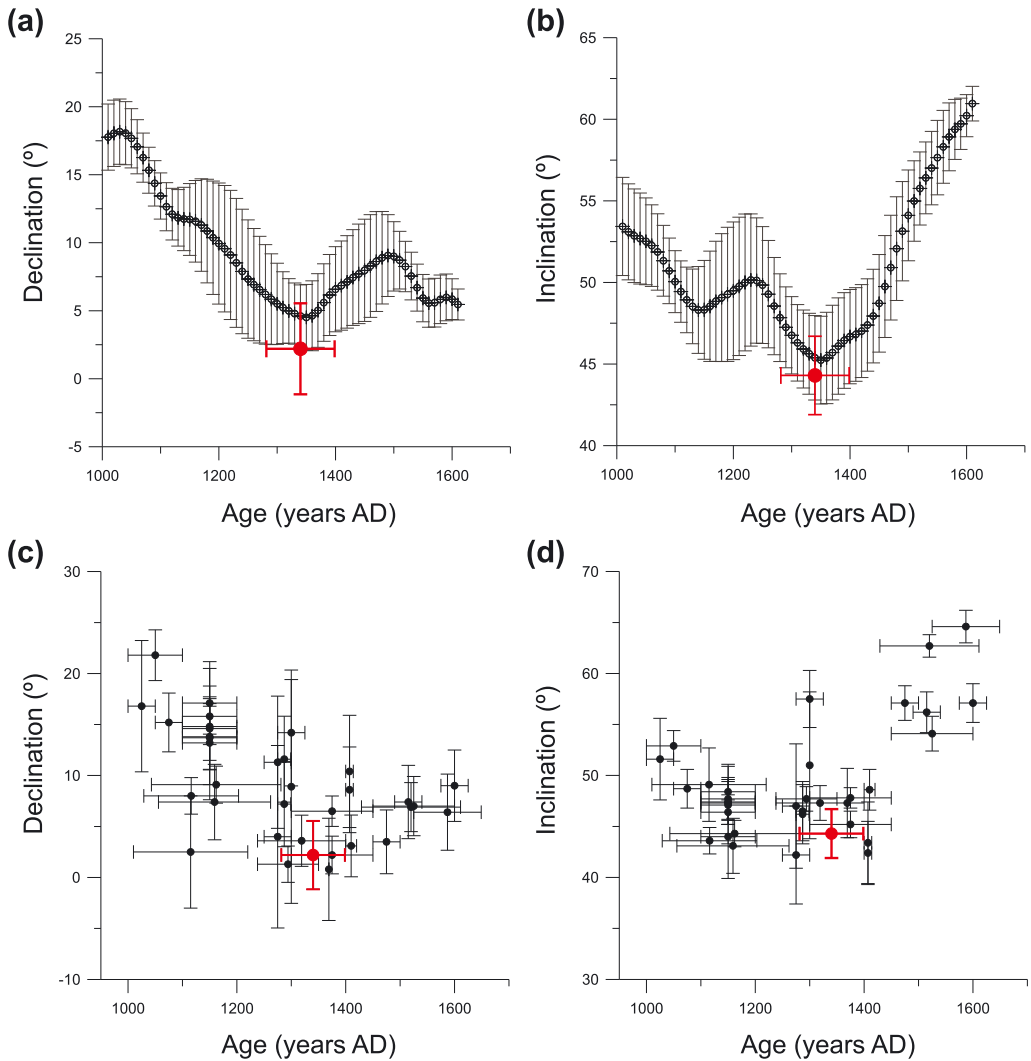 (a)
25
20
15
10
5
0
-5
Declination (º)
1000 1200 1400 1600
Age (years AD)
(b)
65
60
55
50
45
40
Inclination (º)
1000 1200 1400 1600
Age (years AD)
(c)
30
20
10
0
-10
Declination (º)
1000 1200 1400 1600
Age (years AD)
(d)
70
60
50
40
30
Inclination (º)
1000 1200 1400 1600
Age (years AD)